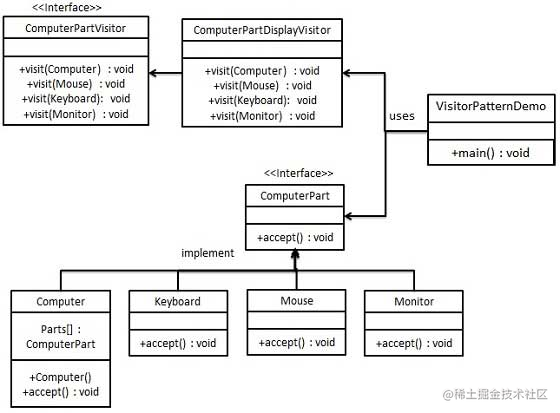 <<Interface>>
ComputerPartVisitor
+visit(Computer) : void
+visit(Mouse) : void
+visit(Keyboard): void
+visit(Monitor) : void
ComputerPartDisplayVisitor
+visit(Computer) : void
+visit(Mouse) : void
+visit(Keyboard): void
+visit(Monitor) : void
uses
VisitorPatternDemo
+main() : void
<<Interface>>
ComputerPart
+accept() : void
implement
Computer
Parts[] :
ComputerPart
+Computer()
+accept() : void
Keyboard
+accept() : void
Mouse
+accept() : void
Monitor
+accept() : void
@稀土掘金技术社区